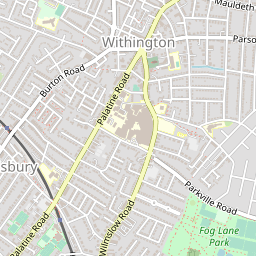 Mauldeth
Withington
Parso
Burton Road
Palatine Road
sbury
Parkville Road
Palatine Road
Wilmslow Road
Fog Lane
Park